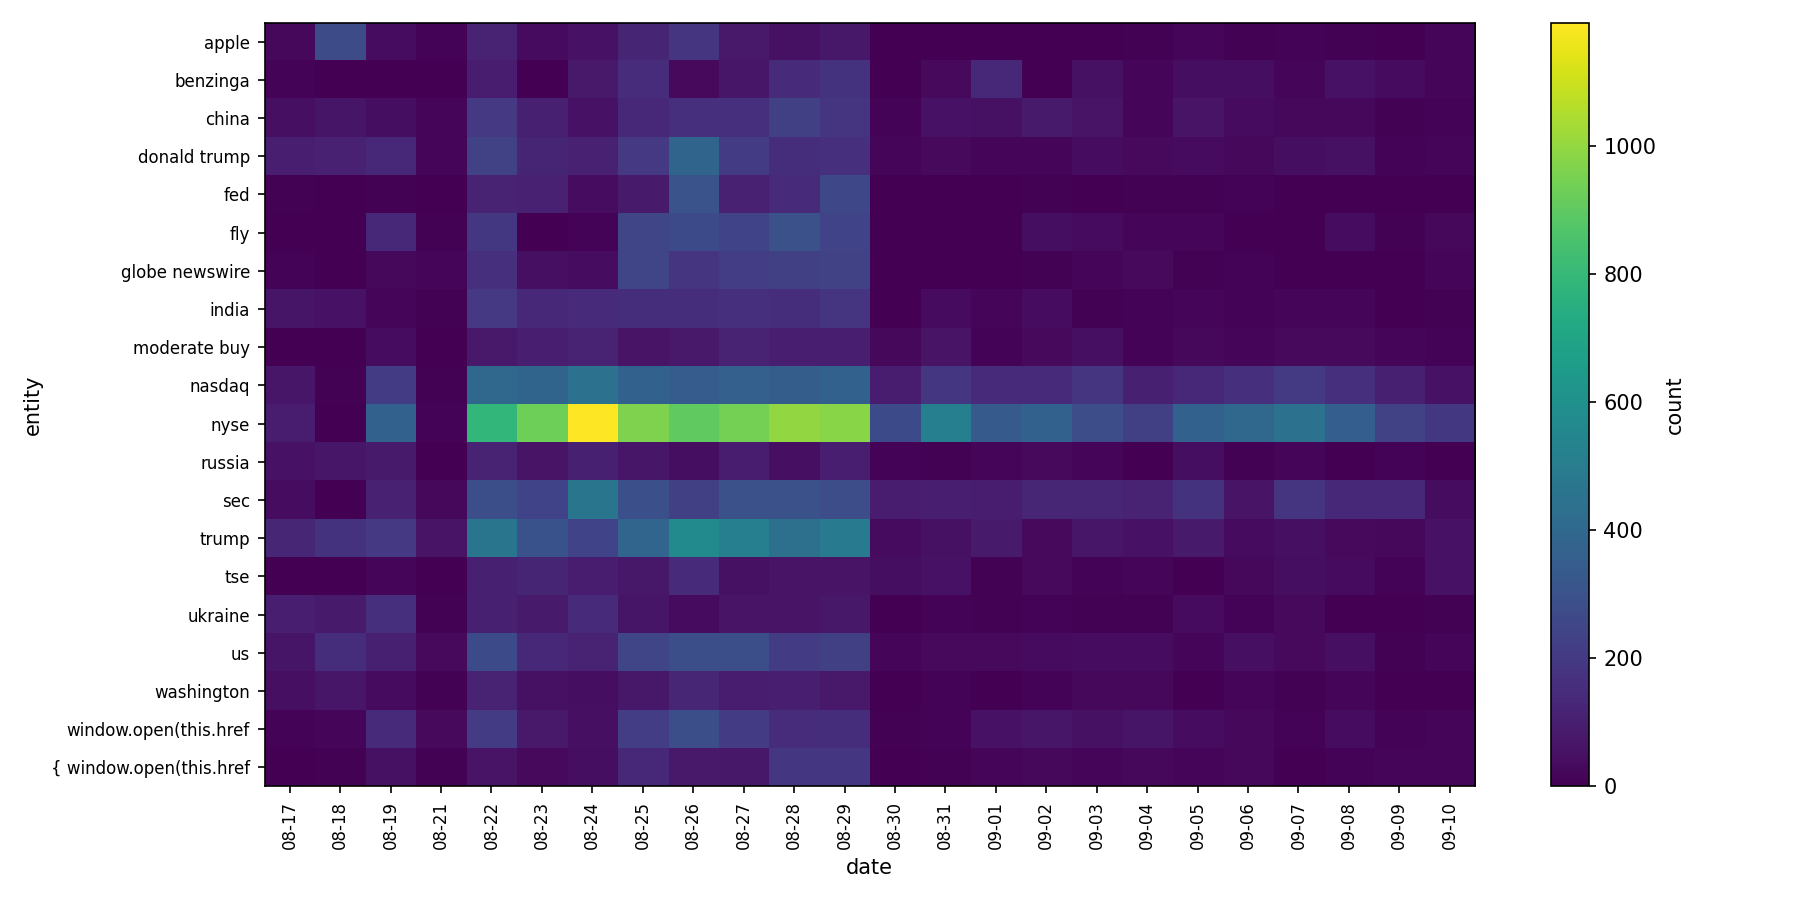 entity
apple
benzinga
china
donald trump
fed
fly
globe newswire
india
moderate buy
nasdaq
nyse
russia
sec
trump
tse
ukraine
us
washington
window.open(this.href
{ window.open(this.href
08-17
08-18
08-19
08-21
08-22
08-23
08-24
08-25
08-26
08-27
08-28
08-29
08-30
08-31
09-01
09-02
09-03
09-04
09-05
09-06
09-07
09-08
09-09
09-10
date
1000
800
600
400
200
0
count